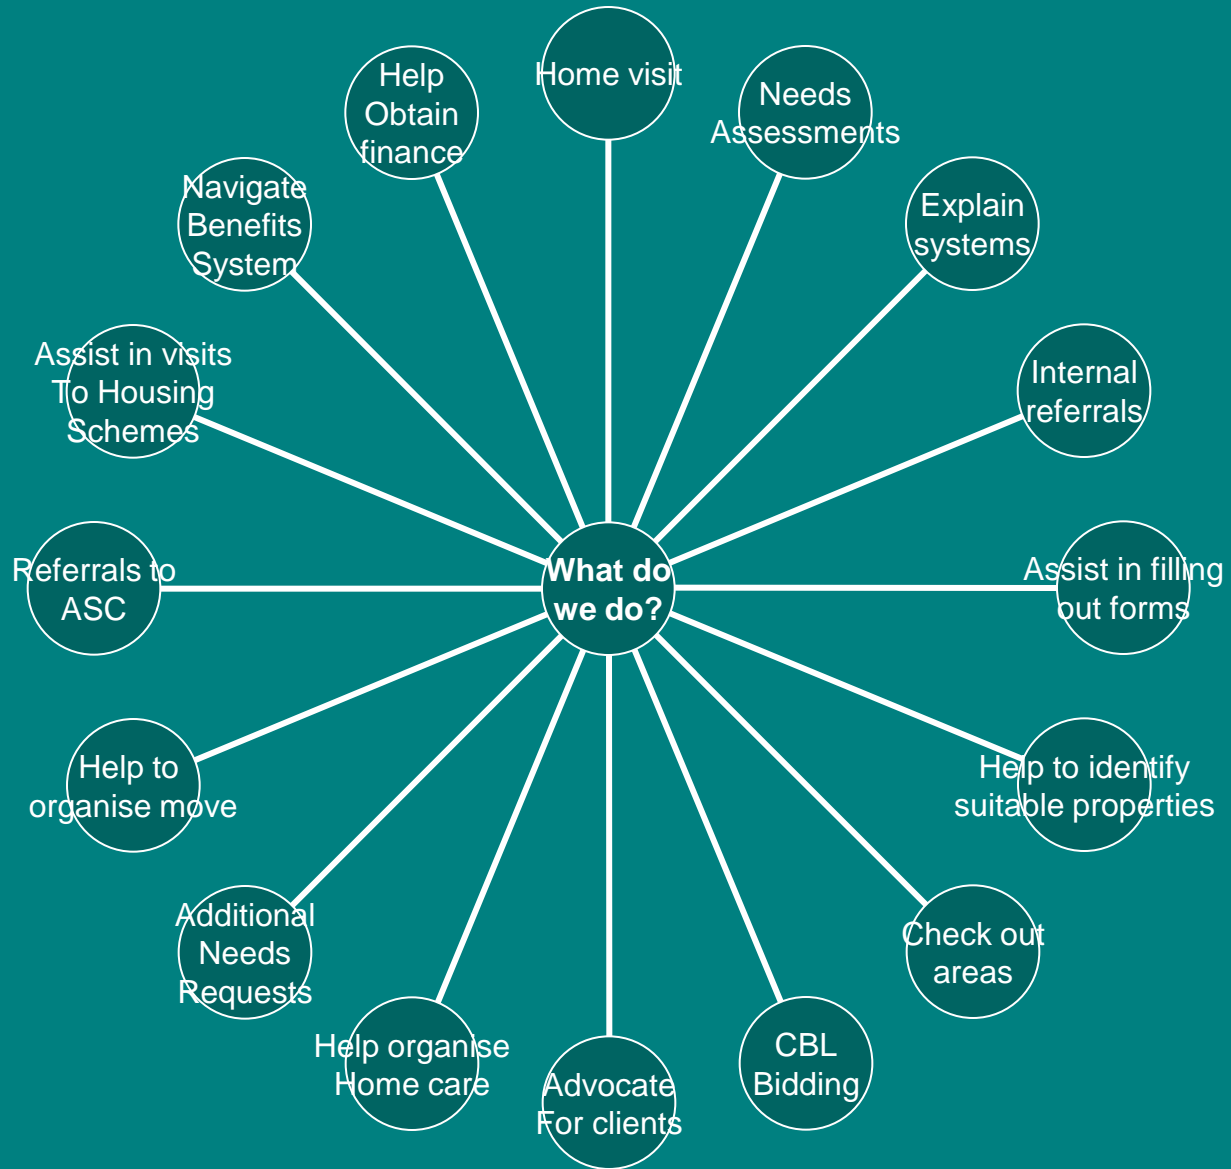 Home visit
Needs
Assessments
Explain
systems
Internal
referrals
Assist in filling
out forms
Help to identify
suitable properties
Check out
areas
CBL
Bidding
Advocate
For clients
Help organise
Home care
Additional
Needs
Requests
Help to
organise move
Referrals to
ASC
Assist in visits
To Housing
Schemes
Navigate
Benefits
System
Help
Obtain
finance
What do
we do?